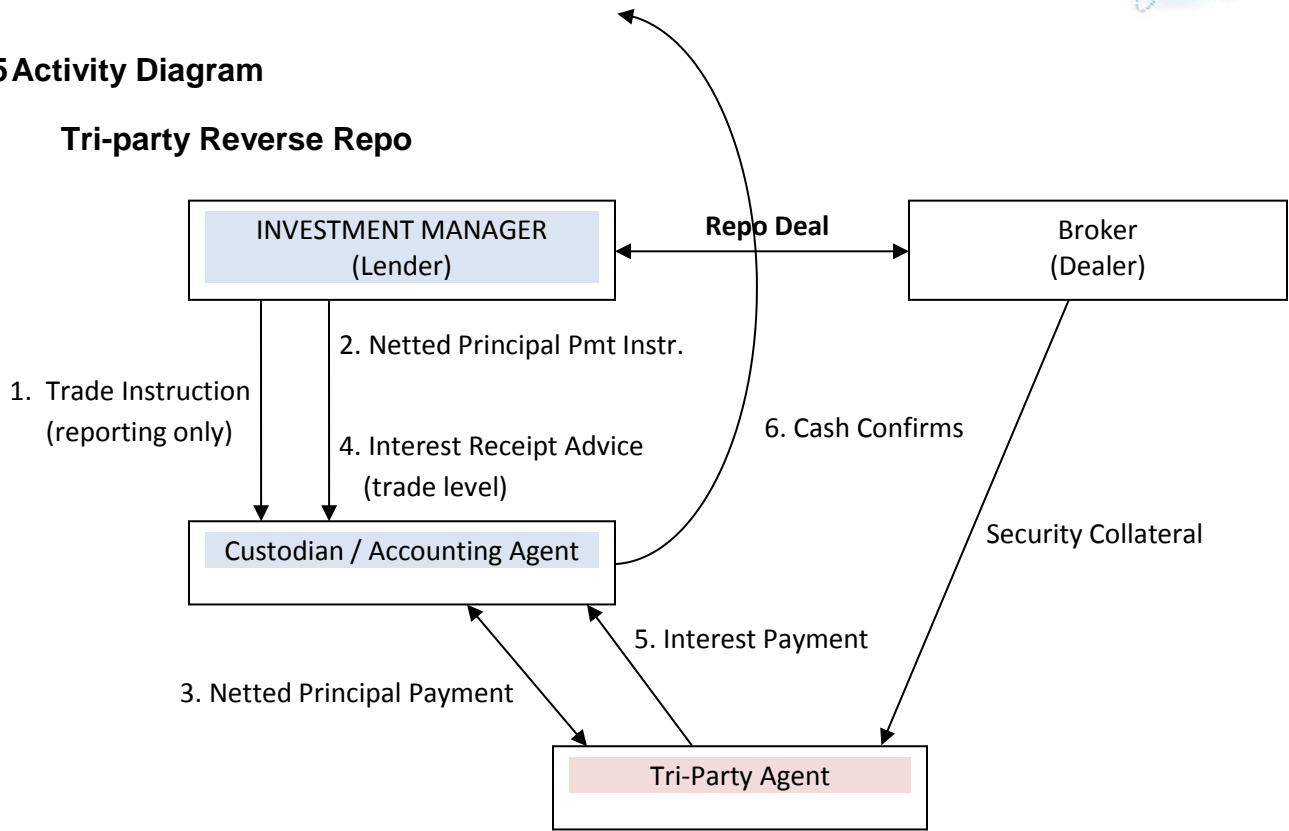 5 Activity Diagram
Tri-party Reverse Repo
INVESTMENT MANAGER
(Lender)
Repo Deal
Broker
(Dealer)
2. Netted Principal Pmt Instr.
1. Trade Instruction
(reporting only)
4. Interest Receipt Advice
(trade level)
6. Cash Confirms
Custodian / Accounting Agent
Security Collateral
5. Interest Payment
3. Netted Principal Payment
Tri-Party Agent